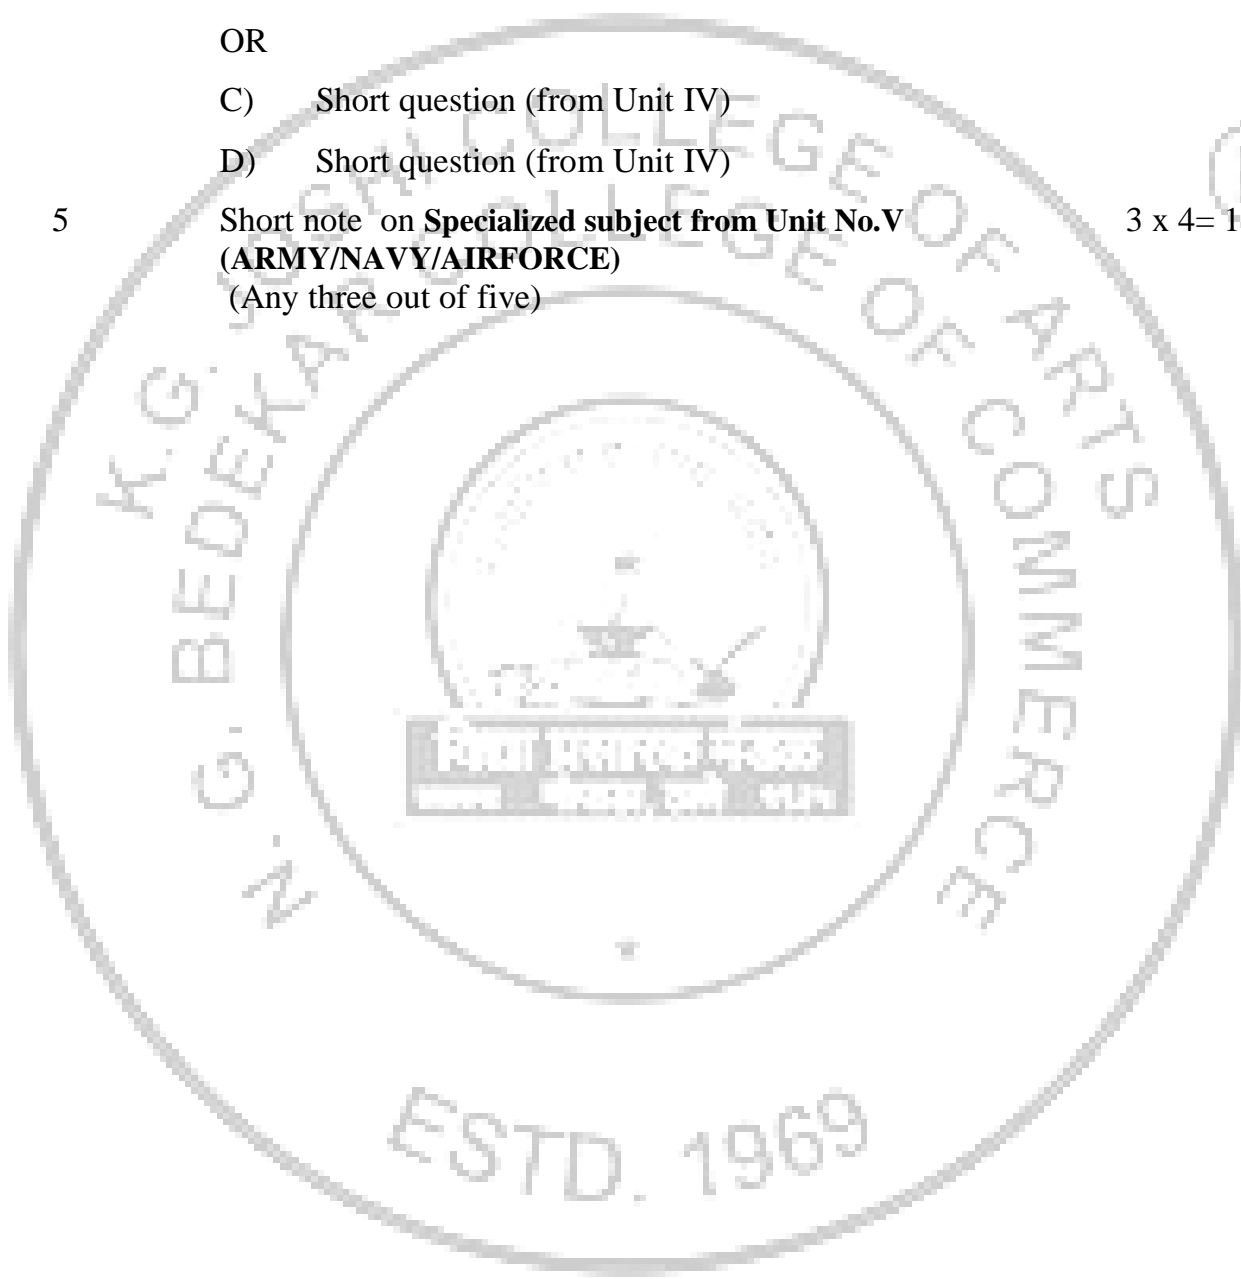 OR
C) Short question (from Unit IV)
D) Short question (from Unit IV)
5 Short note on Specialized subject from Unit No.V 3 x 4= 1
(ARMY/NAVY/AIRFORCE)
(Any three out of five)
K.G. JOSHI COLLEGE OF ARTS
N. G. BEDEKAR COLLEGE OF COMMERCE
ESTD. 1969